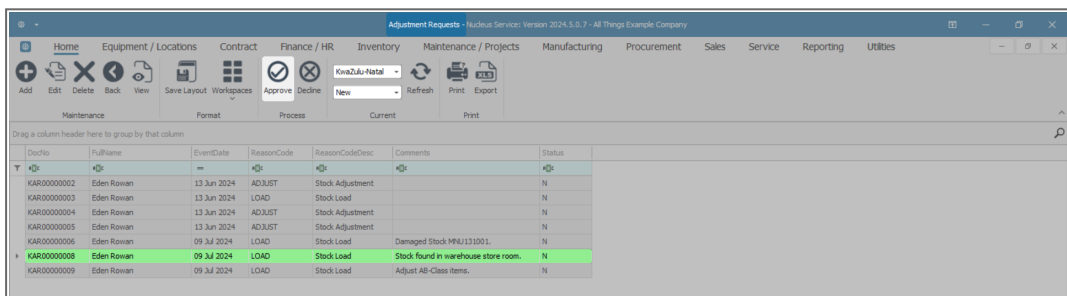 Adjustment Requests - Nucleus Service: Version 2024.5.0.7 - All Things Example Company
Home Equipment / Locations Contract Finance / HR Inventory Maintenance / Projects Manufacturing Procurement Sales Service Reporting Utilities
Add Edit Delete Back View Save Layout Workspaces Approve Decline KwaZulu-Natal New Refresh Print Export
XLS
Maintenance Format Process Current Print
Drag a column header here to group by that column
DocNo FullName EventDate ReasonCode ReasonCodeDesc Comments Status
KAR00000002 Eden Rowan 13 Jun 2024 ADJUST Stock Adjustment N
KAR00000003 Eden Rowan 13 Jun 2024 LOAD Stock Load N
KAR00000004 Eden Rowan 13 Jun 2024 ADJUST Stock Adjustment N
KAR00000005 Eden Rowan 13 Jun 2024 ADJUST Stock Adjustment N
KAR00000006 Eden Rowan 09 Jul 2024 LOAD Stock Load Damaged Stock MNU131001. N
KAR00000008 Eden Rowan 09 Jul 2024 LOAD Stock Load Stock found in warehouse store room. N
KAR00000009 Eden Rowan 09 Jul 2024 LOAD Stock Load Adjust AB-Class items. N